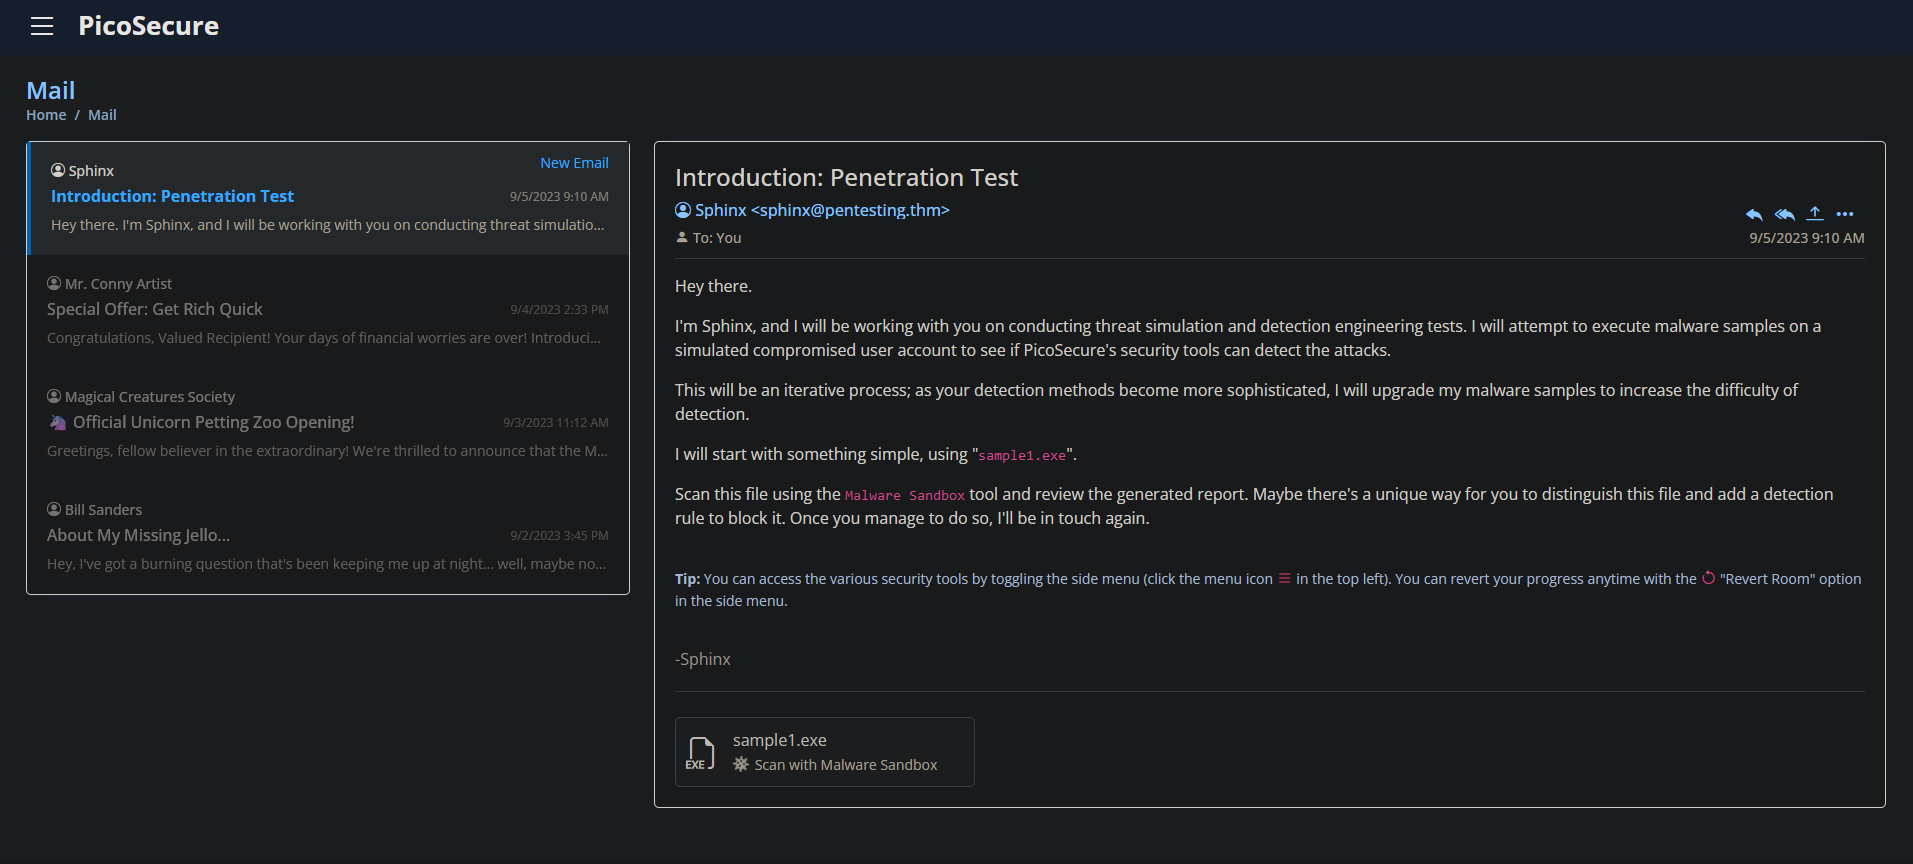 PicoSecure
Mail
Home / Mail
Sphinx
New Email
Introduction: Penetration Test
9/5/2023 9:10 AM
Hey there. I'm Sphinx, and I will be working with you on conducting threat simulatio...
Mr. Conny Artist
Special Offer: Get Rich Quick
9/4/2023 2:33 PM
Congratulations, Valued Recipient! Your days of financial worries are over! Introduci...
Magical Creatures Society
🦄 Official Unicorn Petting Zoo Opening!
9/3/2023 11:12 AM
Greetings, fellow believer in the extraordinary! We're thrilled to announce that the M...
Bill Sanders
About My Missing Jello...
9/2/2023 3:45 PM
Hey, I've got a burning question that's been keeping me up at night... well, maybe no...
Introduction: Penetration Test
Sphinx <sphinx@pentesting.thm>
To: You
9/5/2023 9:10 AM
Hey there.
I'm Sphinx, and I will be working with you on conducting threat simulation and detection engineering tests. I will attempt to execute malware samples on a
simulated compromised user account to see if PicoSecure's security tools can detect the attacks.
This will be an iterative process; as your detection methods become more sophisticated, I will upgrade my malware samples to increase the difficulty of
detection.
I will start with something simple, using "sample1.exe".
Scan this file using the Malware Sandbox tool and review the generated report. Maybe there's a unique way for you to distinguish this file and add a detection
rule to block it. Once you manage to do so, I'll be in touch again.
Tip: You can access the various security tools by toggling the side menu (click the menu icon ☰ in the top left). You can revert your progress anytime with the ↺ "Revert Room" option
in the side menu.
-Sphinx
sample1.exe
EXE
Scan with Malware Sandbox